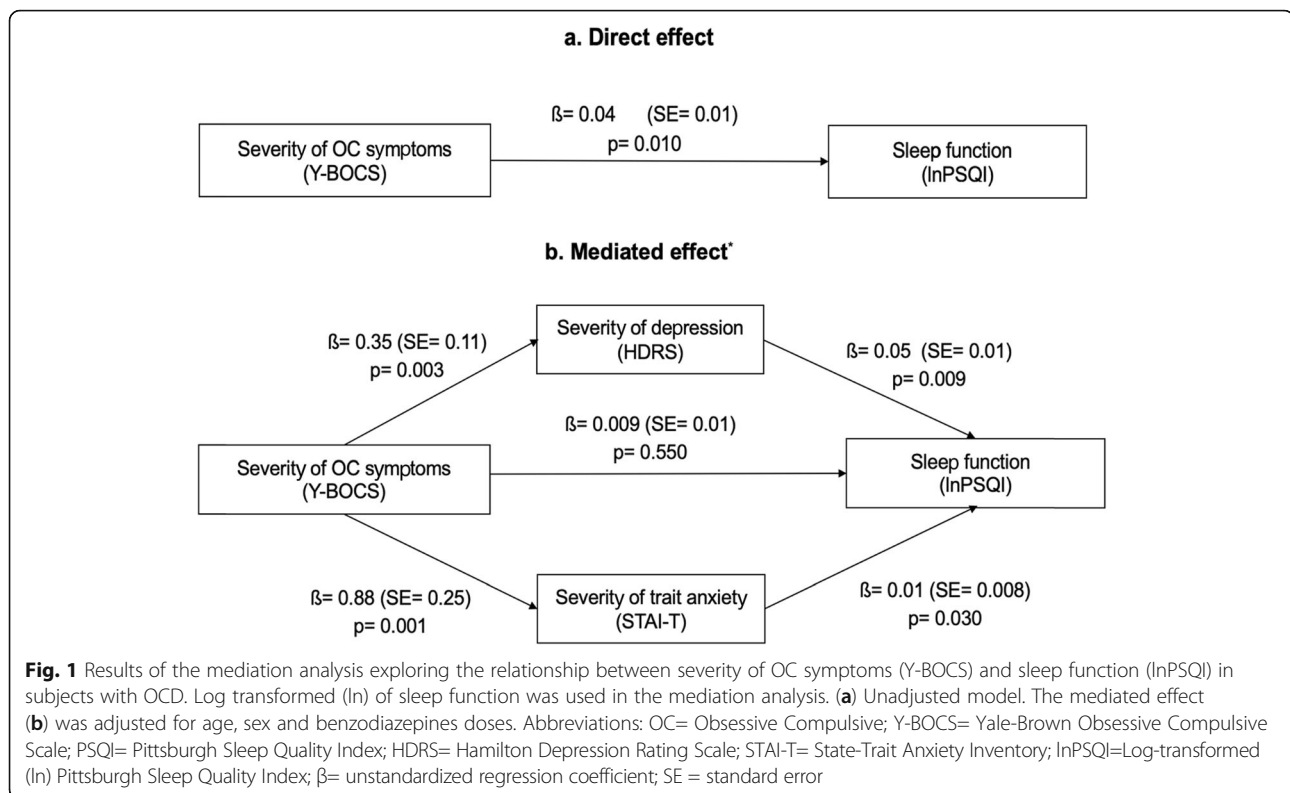 a. Direct effect
ß= 0.04 (SE= 0.01)
p= 0.010
Severity of OC symptoms
(Y-BOCS)
Sleep function
(lnPSQI)
b. Mediated effect*
Severity of depression
(HDRS)
ß= 0.35 (SE= 0.11)
p= 0.003
ß= 0.05 (SE= 0.01)
p= 0.009
ß= 0.009 (SE= 0.01)
p= 0.550
Severity of OC symptoms
(Y-BOCS)
Sleep function
(lnPSQI)
ß= 0.88 (SE= 0.25)
p= 0.001
Severity of trait anxiety
(STAI-T)
ß= 0.01 (SE= 0.008)
p= 0.030
Fig. 1 Results of the mediation analysis exploring the relationship between severity of OC symptoms (Y-BOCS) and sleep function (lnPSQI) in
subjects with OCD. Log transformed (ln) of sleep function was used in the mediation analysis. (a) Unadjusted model. The mediated effect
(b) was adjusted for age, sex and benzodiazepines doses. Abbreviations: OC= Obsessive Compulsive; Y-BOCS= Yale-Brown Obsessive Compulsive
Scale; PSQI= Pittsburgh Sleep Quality Index; HDRS= Hamilton Depression Rating Scale; STAI-T= State-Trait Anxiety Inventory; lnPSQI=Log-transformed
(ln) Pittsburgh Sleep Quality Index; β= unstandardized regression coefficient; SE = standard error